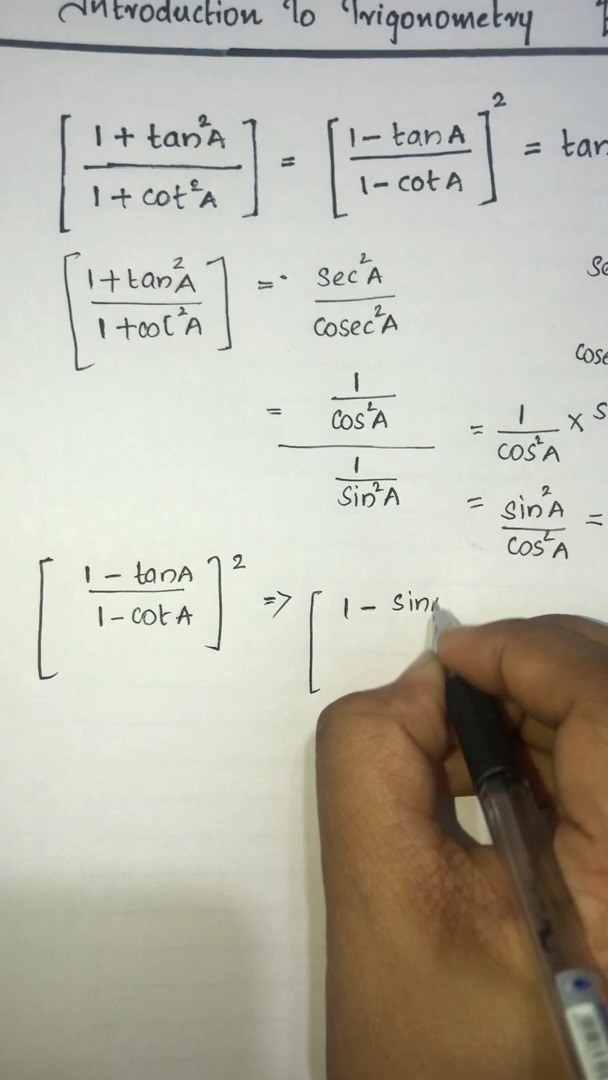 Introduction To Trigonometry
[ 1 + tan²A / 1 + cot²A ] = [ 1 - tanA / 1 - cotA ]² = tan
[ 1 + tan²A / 1 + cot²A ] = sec²A / cosec²A
= 1/cos²A / 1/sin²A = 1/cos²A ×
= sin²A / cos²A =
[ 1 - tanA / 1 - cotA ]² => [ 1 - sin